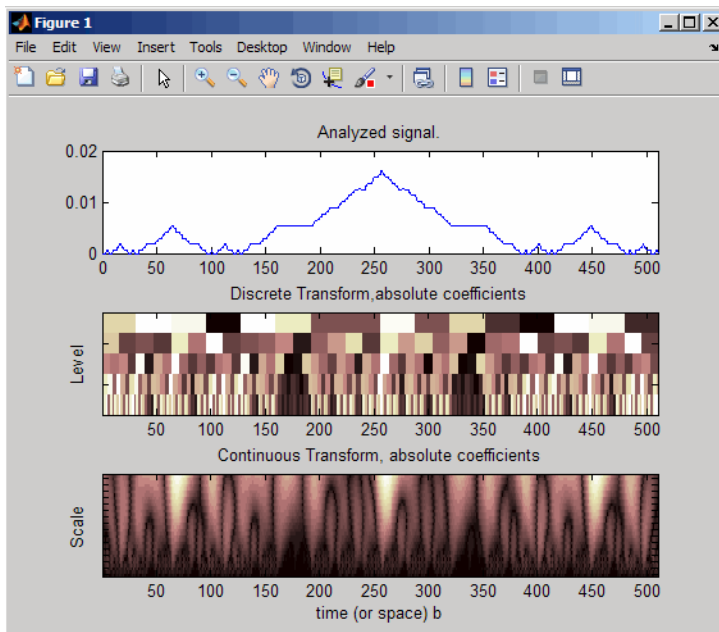 Figure 1
File Edit View Insert Tools Desktop Window Help
Analyzed signal.
0.02
0.01
0
0 50 100 150 200 250 300 350 400 450 500
Discrete Transform,absolute coefficients
Level
50 100 150 200 250 300 350 400 450 500
Continuous Transform, absolute coefficients
Scale
50 100 150 200 250 300 350 400 450 500
time (or space) b